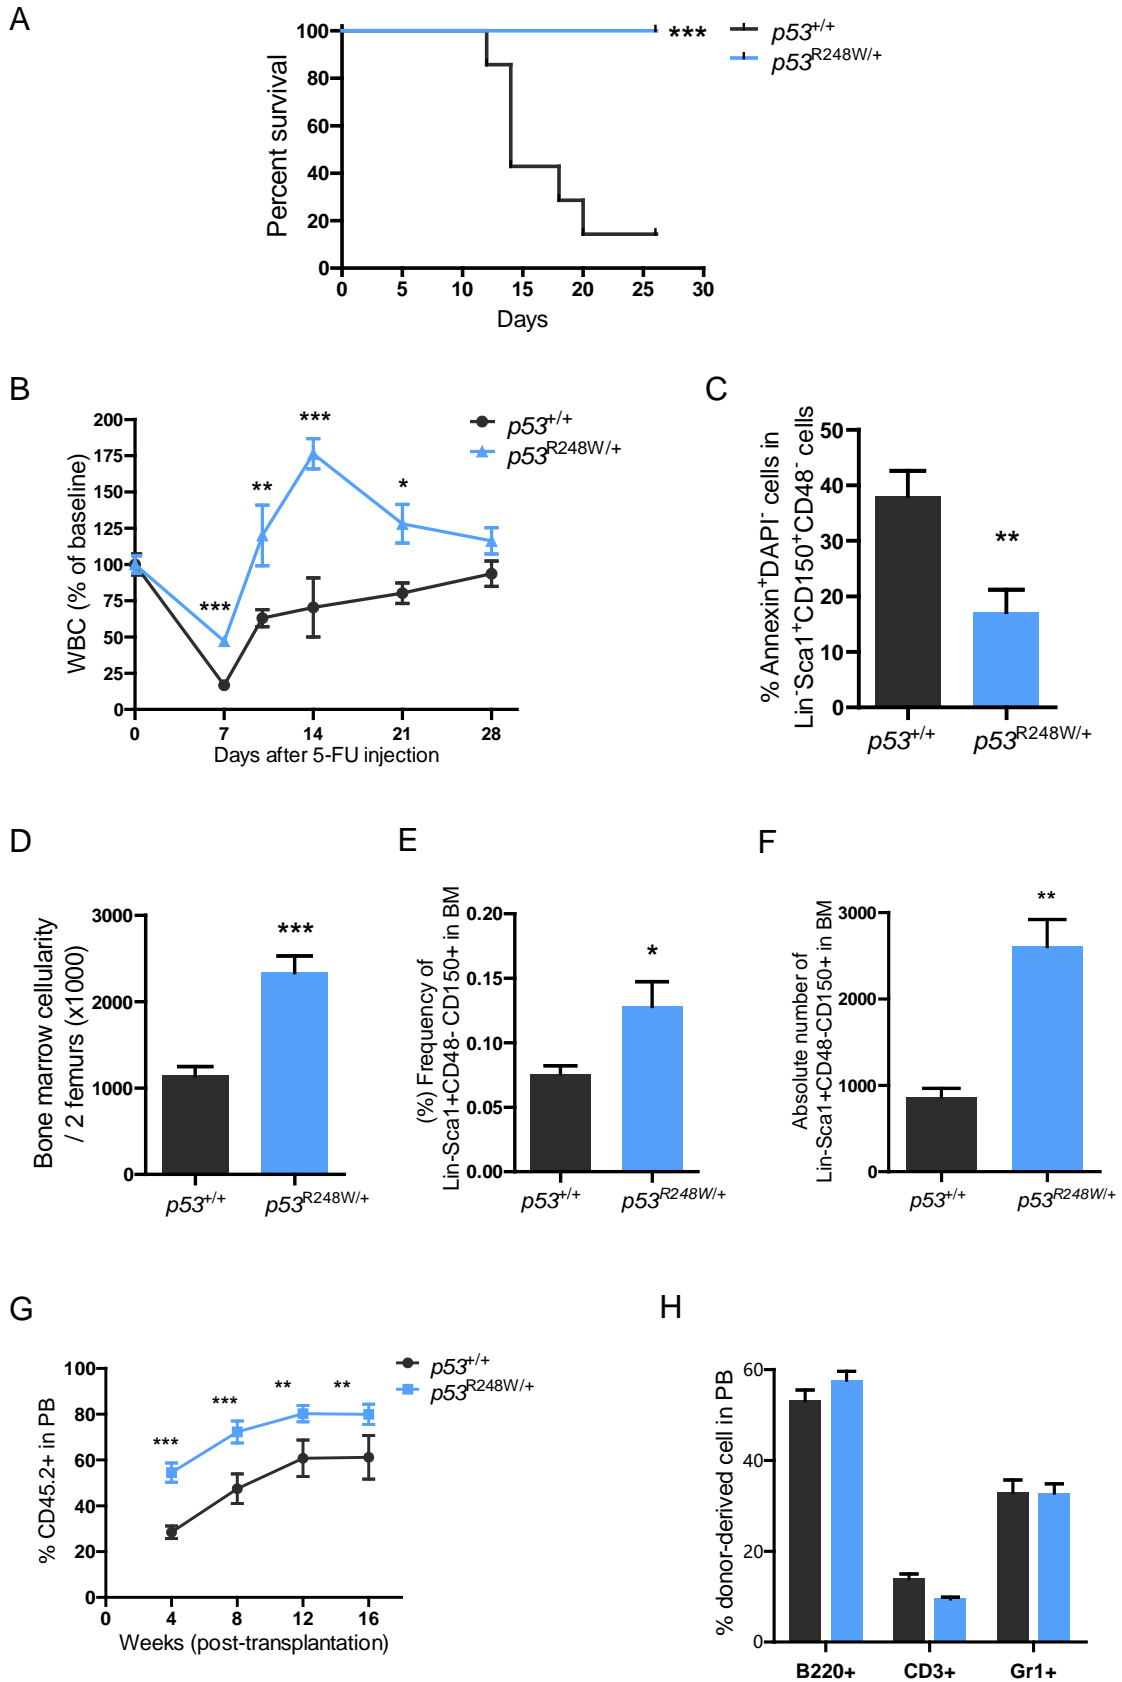 A
Percent survival
100
80
60
40
20
0
0 5 10 15 20 25 30
Days
***
p53+/+
p53R248W/+
B
WBC (% of baseline)
200
175
150
125
100
75
50
25
0
0 7 14 21 28
Days after 5-FU injection
***
**
***
*
p53+/+
p53R248W/+
C
% Annexin+DAPI- cells in
Lin-Sca1+CD150+CD48- cells
50
40
30
20
10
0
**
p53+/+ p53R248W/+
D
Bone marrow cellularity
/ 2 femurs (x1000)
3000
2000
1000
0
***
p53+/+ p53R248W/+
E
(%) Frequency of
Lin-Sca1+CD48- CD150+ in BM
0.20
0.15
0.10
0.05
0.00
*
p53+/+ p53R248W/+
F
Absolute number of
Lin-Sca1+CD48-CD150+ in BM
3000
2000
1000
0
**
p53+/+ p53R248W/+
G
% CD45.2+ in PB
100
80
60
40
20
0
0 4 8 12 16
Weeks (post-transplantation)
***
***
**
**
p53+/+
p53R248W/+
H
% donor-derived cell in PB
60
40
20
0
B220+ CD3+ Gr1+